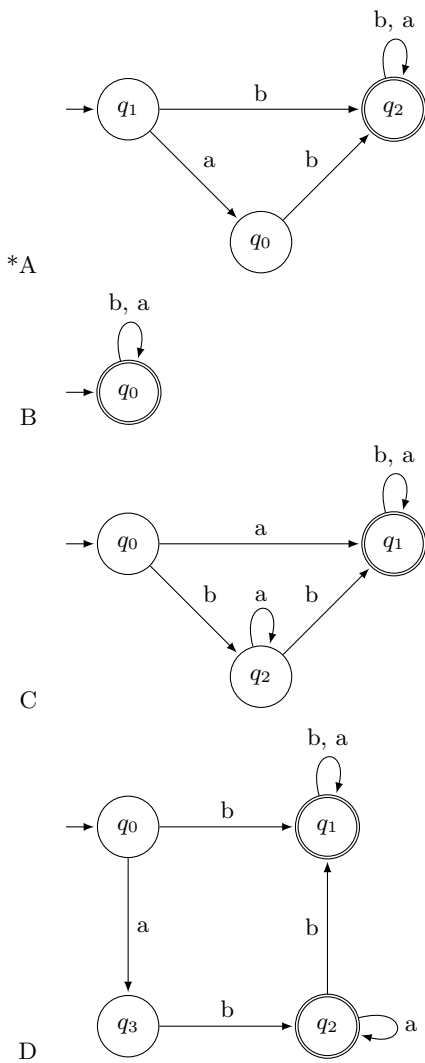 b, a
q1 b q2
a b
q0
*A
b, a
q0
B
b, a
q0 a q1
b a b
q2
C
b, a
q0 b q1
a b
q3 b q2 a
D